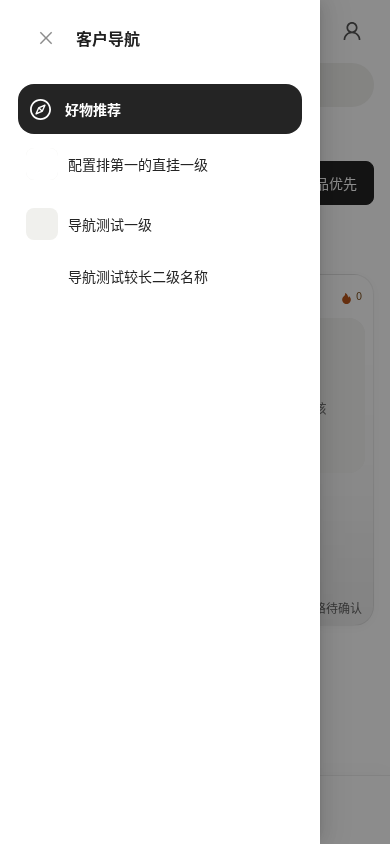 客户导航
好物推荐
品优先
配置排第一的直挂一级
导航测试一级
导航测试较长二级名称
0
待确认